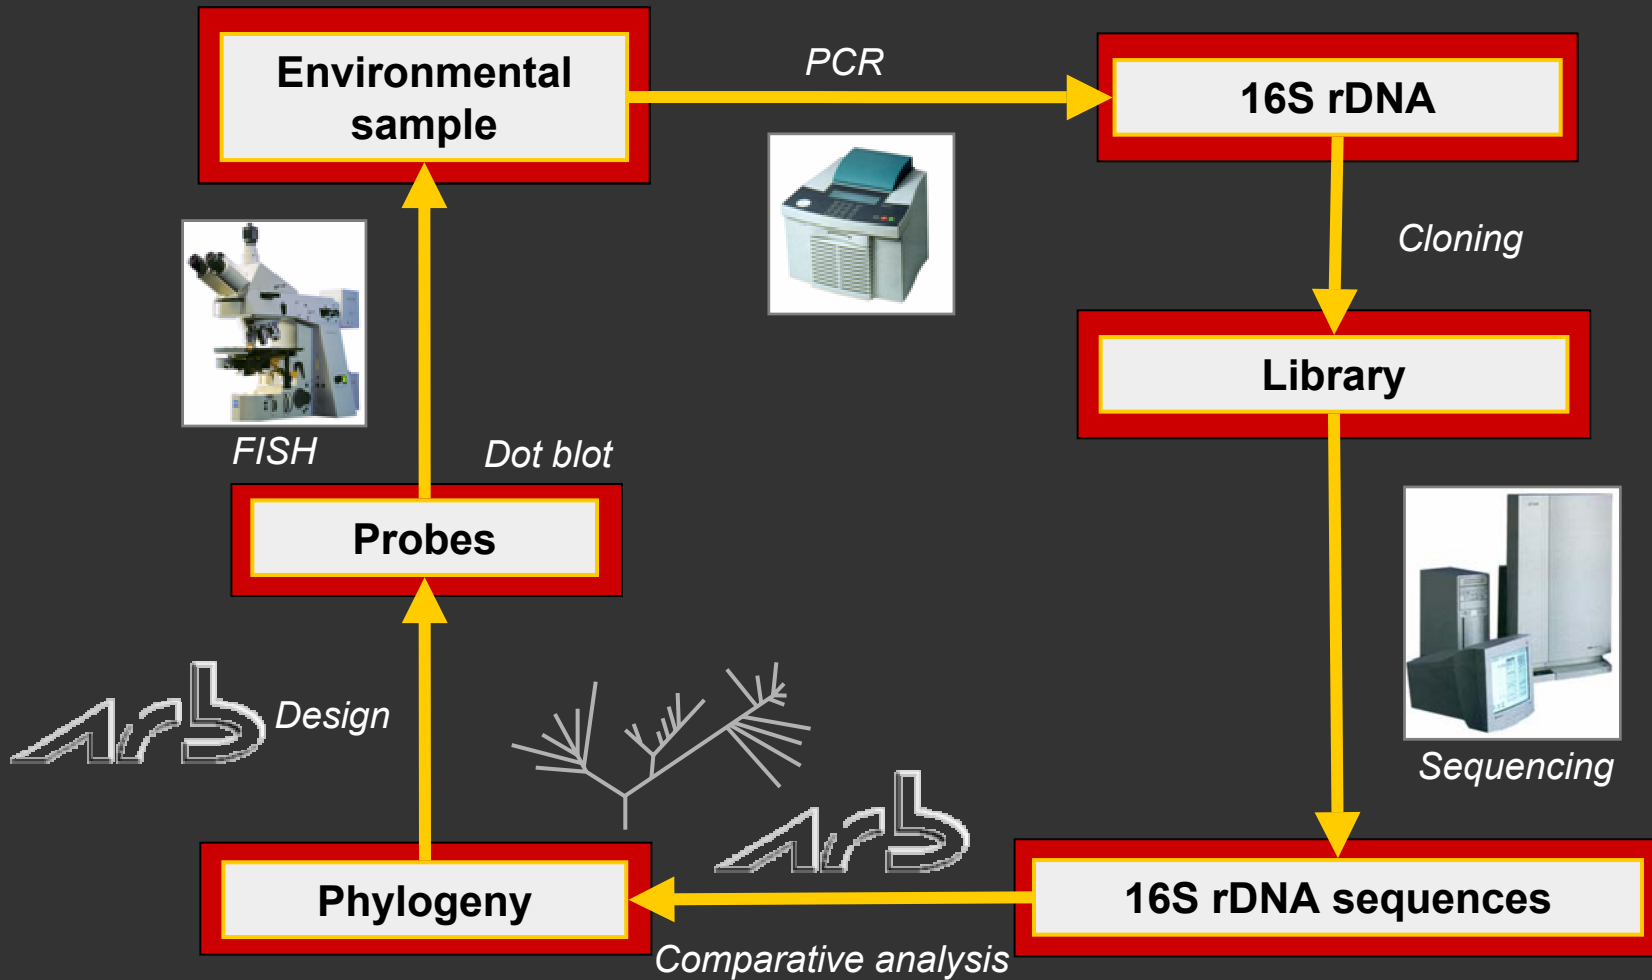 Environmental
sample
PCR
16S rDNA
Cloning
Library
FISH
Dot blot
Probes
Sequencing
Arb
Design
Arb
Phylogeny
16S rDNA sequences
Comparative analysis